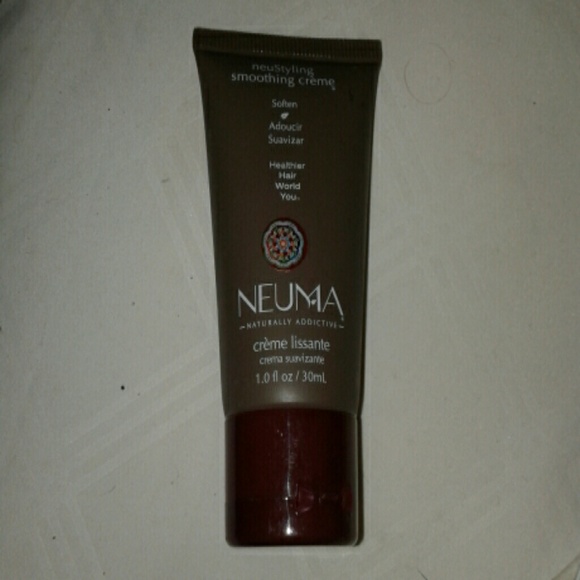 neuStyling
smoothing crème
Soften
Adoucir
Suavizar
Healthier
Hair
World
You™
NEUMA®
NATURALLY ADDICTIVE
crème lissante
crema suavizante
1.0 fl oz / 30mL